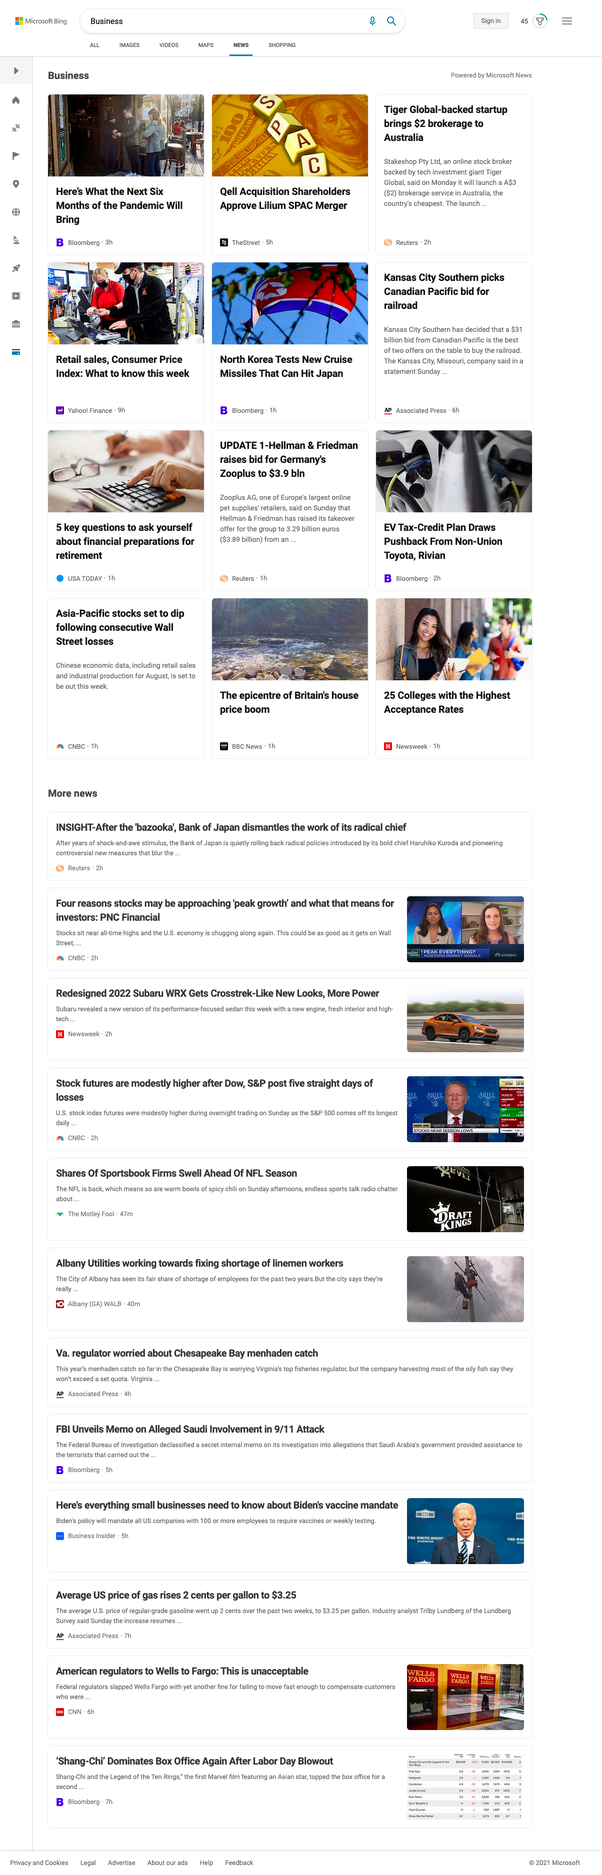 Microsoft Bing
Business
Sign in
45
ALL
IMAGES
VIDEOS
MAPS
NEWS
SHOPPING
Business
Powered by Microsoft News
Here's What the Next Six
Months of the Pandemic Will
Bring
Bloomberg · 3h
SPAC
100
Qell Acquisition Shareholders
Approve Lilium SPAC Merger
TheStreet · 5h
Tiger Global-backed startup
brings $2 brokerage to
Australia
Stakeshop Pty Ltd, an online stock broker
backed by tech investment giant Tiger
Global, said on Monday it will launch a A$3
($2) brokerage service in Australia, the
country's cheapest. The launch ...
Reuters · 2h
Retail sales, Consumer Price
Index: What to know this week
Yahoo! Finance · 9h
North Korea Tests New Cruise
Missiles That Can Hit Japan
Bloomberg · 1h
Kansas City Southern picks
Canadian Pacific bid for
railroad
Kansas City Southern has decided that a $31
billion bid from Canadian Pacific is the best
of two offers on the table to buy the railroad.
The Kansas City, Missouri, company said in a
statement Sunday ...
AP Associated Press · 6h
5 key questions to ask yourself
about financial preparations for
retirement
USA TODAY · 1h
UPDATE 1-Hellman & Friedman
raises bid for Germany's
Zooplus to $3.9 bln
Zooplus AG, one of Europe's largest online
pet supplies' retailers, said on Sunday that
Hellman & Friedman has raised its takeover
offer for the group to 3.29 billion euros
($3.89 billion) from an ...
Reuters · 1h
EV Tax-Credit Plan Draws
Pushback From Non-Union
Toyota, Rivian
Bloomberg · 2h
Asia-Pacific stocks set to dip
following consecutive Wall
Street losses
Chinese economic data, including retail sales
and industrial production for August, is set to
be out this week.
CNBC · 1h
The epicentre of Britain's house
price boom
BBC News · 1h
25 Colleges with the Highest
Acceptance Rates
N Newsweek · 1h
More news
INSIGHT-After the 'bazooka', Bank of Japan dismantles the work of its radical chief
After years of shock-and-awe stimulus, the Bank of Japan is quietly rolling back radical policies introduced by its bold chief Haruhiko Kuroda and pioneering
controversial new measures that blur the ...
Reuters · 2h
Four reasons stocks may be approaching 'peak growth' and what that means for
investors: PNC Financial
Stocks sit near all-time highs and the U.S. economy is chugging along again. This could be as good as it gets on Wall
Street, ...
CNBC · 2h
PEAK EVERYTHING?
ASSESSING MARKET SIGNALS
Redesigned 2022 Subaru WRX Gets Crosstrek-Like New Looks, More Power
Subaru revealed a new version of its performance-focused sedan this week with a new engine, fresh interior and high-
tech ...
N Newsweek · 2h
Stock futures are modestly higher after Dow, S&P post five straight days of
losses
U.S. stock index futures were modestly higher during overnight trading on Sunday as the S&P 500 comes off its longest
daily ...
CNBC · 2h
ARIEL
STOCKS NEAR SESSION LOWS
Shares Of Sportsbook Firms Swell Ahead Of NFL Season
The NFL is back, which means so are warm bowls of spicy chili on Sunday afternoons, endless sports talk radio chatter
about ...
The Motley Fool · 47m
DRAFT
KINGS
Albany Utilities working towards fixing shortage of linemen workers
The City of Albany has seen its fair share of shortage of employees for the past two years.But the city says they're
really ...
Albany (GA) WALB · 40m
Va. regulator worried about Chesapeake Bay menhaden catch
This year's menhaden catch so far in the Chesapeake Bay is worrying Virginia's top fisheries regulator, but the company harvesting most of the oily fish say they
won't exceed a set quota. Virginia ...
AP Associated Press · 4h
FBI Unveils Memo on Alleged Saudi Involvement in 9/11 Attack
The Federal Bureau of Investigation declassified a secret internal memo on its investigation into allegations that Saudi Arabia's government provided assistance to
the terrorists that carried out the ...
Bloomberg · 5h
Here's everything small businesses need to know about Biden's vaccine mandate
Biden's policy will mandate all US companies with 100 or more employees to require vaccines or weekly testing.
Business Insider · 5h
Average US price of gas rises 2 cents per gallon to $3.25
The average U.S. price of regular-grade gasoline went up 2 cents over the past two weeks, to $3.25 per gallon. Industry analyst Trilby Lundberg of the Lundberg
Survey said Sunday the increase resumes ...
AP Associated Press · 7h
American regulators to Wells to Fargo: This is unacceptable
Federal regulators slapped Wells Fargo with yet another fine for failing to move fast enough to compensate customers
who were ...
CNN · 6h
WELLS
FARGO
WELLS FARGO
'Shang-Chi' Dominates Box Office Again After Labor Day Blowout
Shang-Chi and the Legend of the Ten Rings," the first Marvel film featuring an Asian star, topped the box office for a
second ...
Bloomberg · 7h
Privacy and Cookies
Legal
Advertise
About our ads
Help
Feedback
© 2021 Microsoft